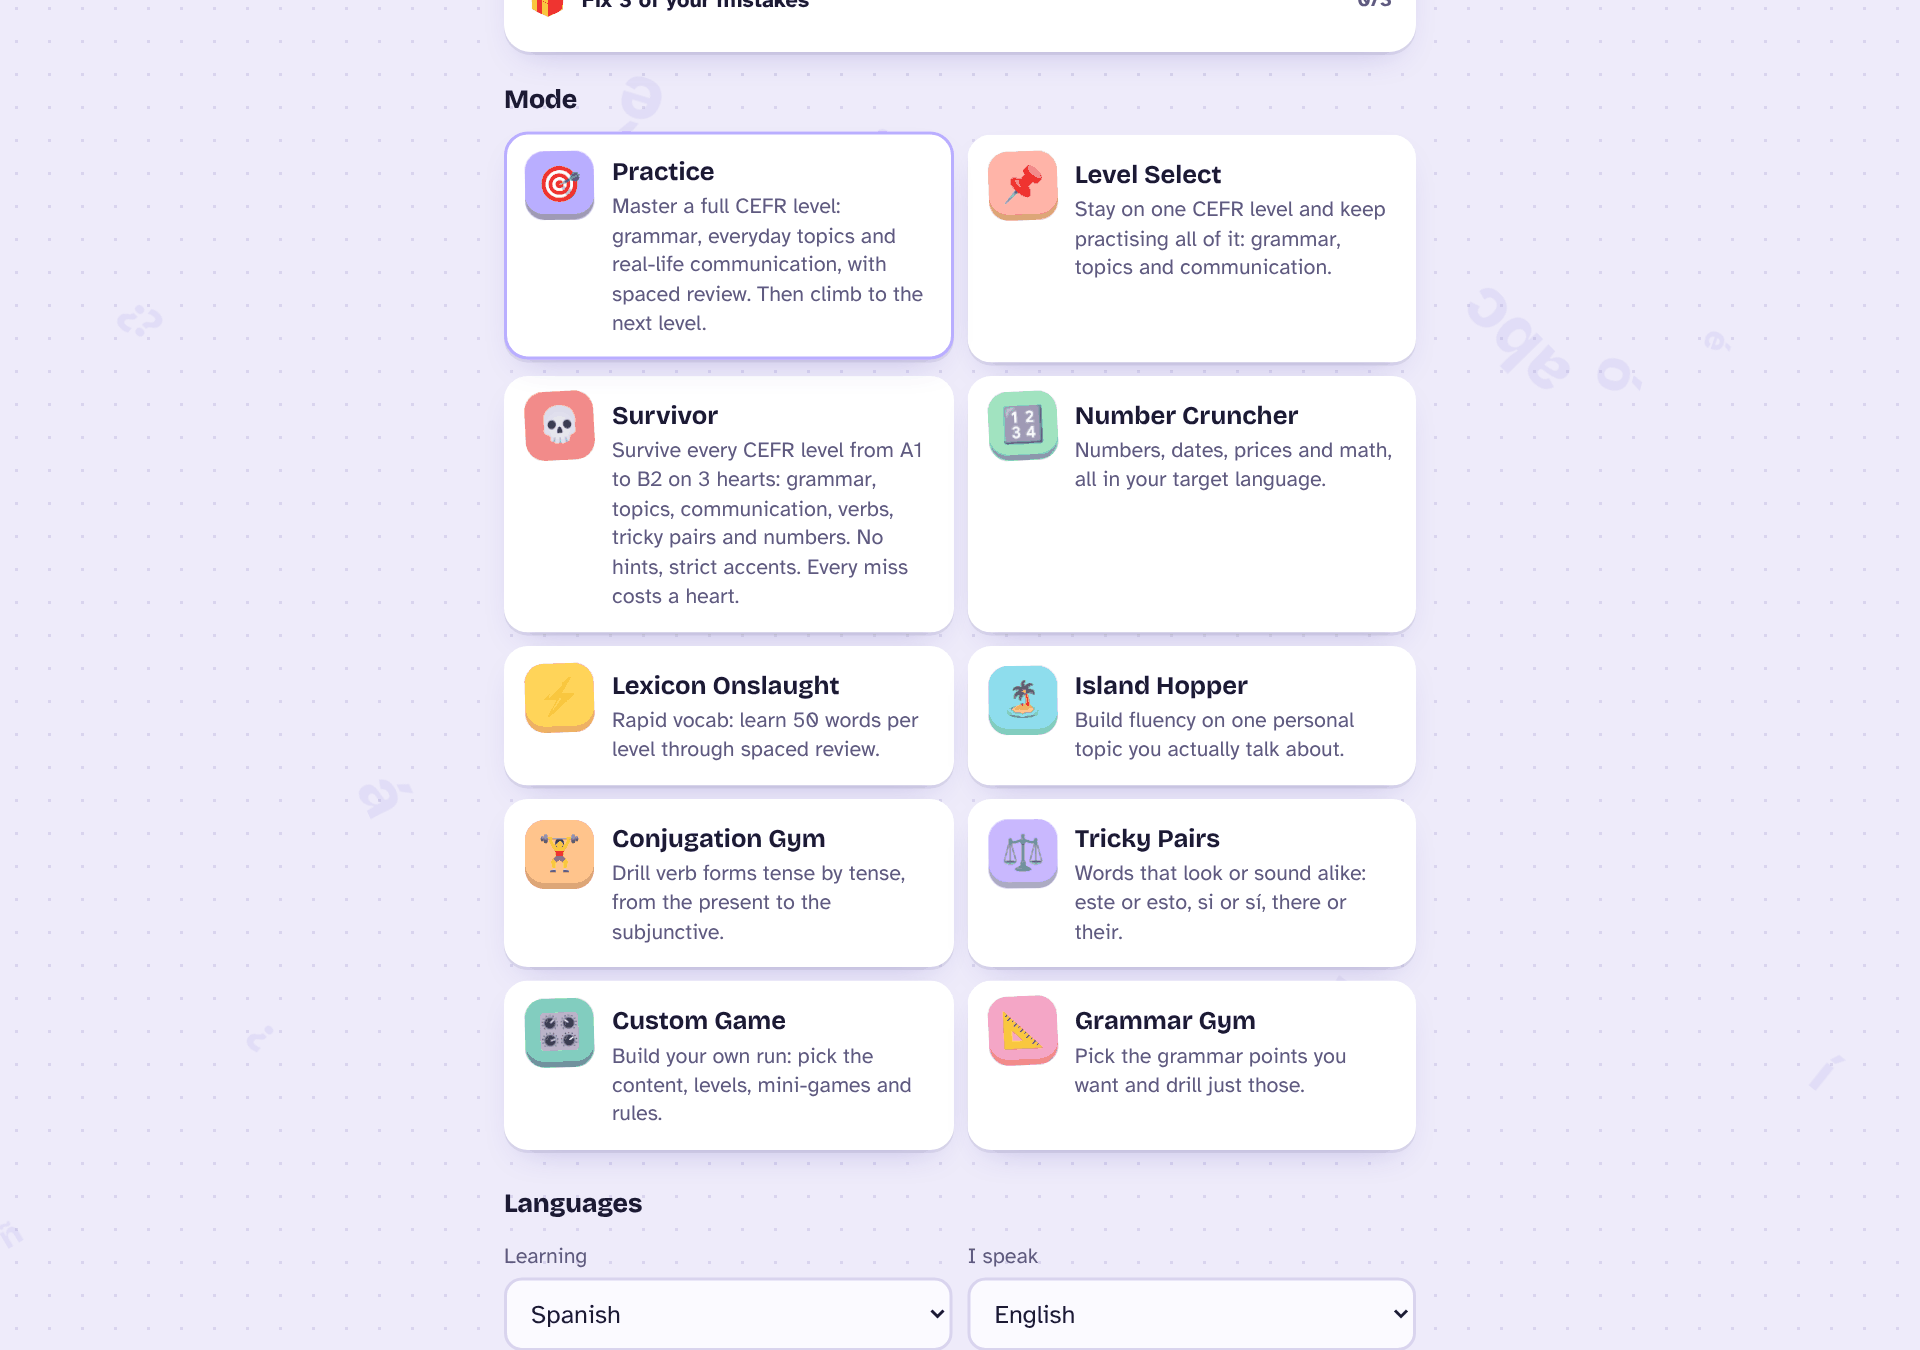 Fix 3 of your mistakes
0/3
Mode
Practice
Master a full CEFR level:
grammar, everyday topics and
real-life communication, with
spaced review. Then climb to the
next level.
Level Select
Stay on one CEFR level and keep
practising all of it: grammar,
topics and communication.
Survivor
Survive every CEFR level from A1
to B2 on 3 hearts: grammar,
topics, communication, verbs,
tricky pairs and numbers. No
hints, strict accents. Every miss
costs a heart.
Number Cruncher
Numbers, dates, prices and math,
all in your target language.
Lexicon Onslaught
Rapid vocab: learn 50 words per
level through spaced review.
Island Hopper
Build fluency on one personal
topic you actually talk about.
Conjugation Gym
Drill verb forms tense by tense,
from the present to the
subjunctive.
Tricky Pairs
Words that look or sound alike:
este or esto, si or sí, there or
their.
Custom Game
Build your own run: pick the
content, levels, mini-games and
rules.
Grammar Gym
Pick the grammar points you
want and drill just those.
Languages
Learning
I speak
Spanish
English